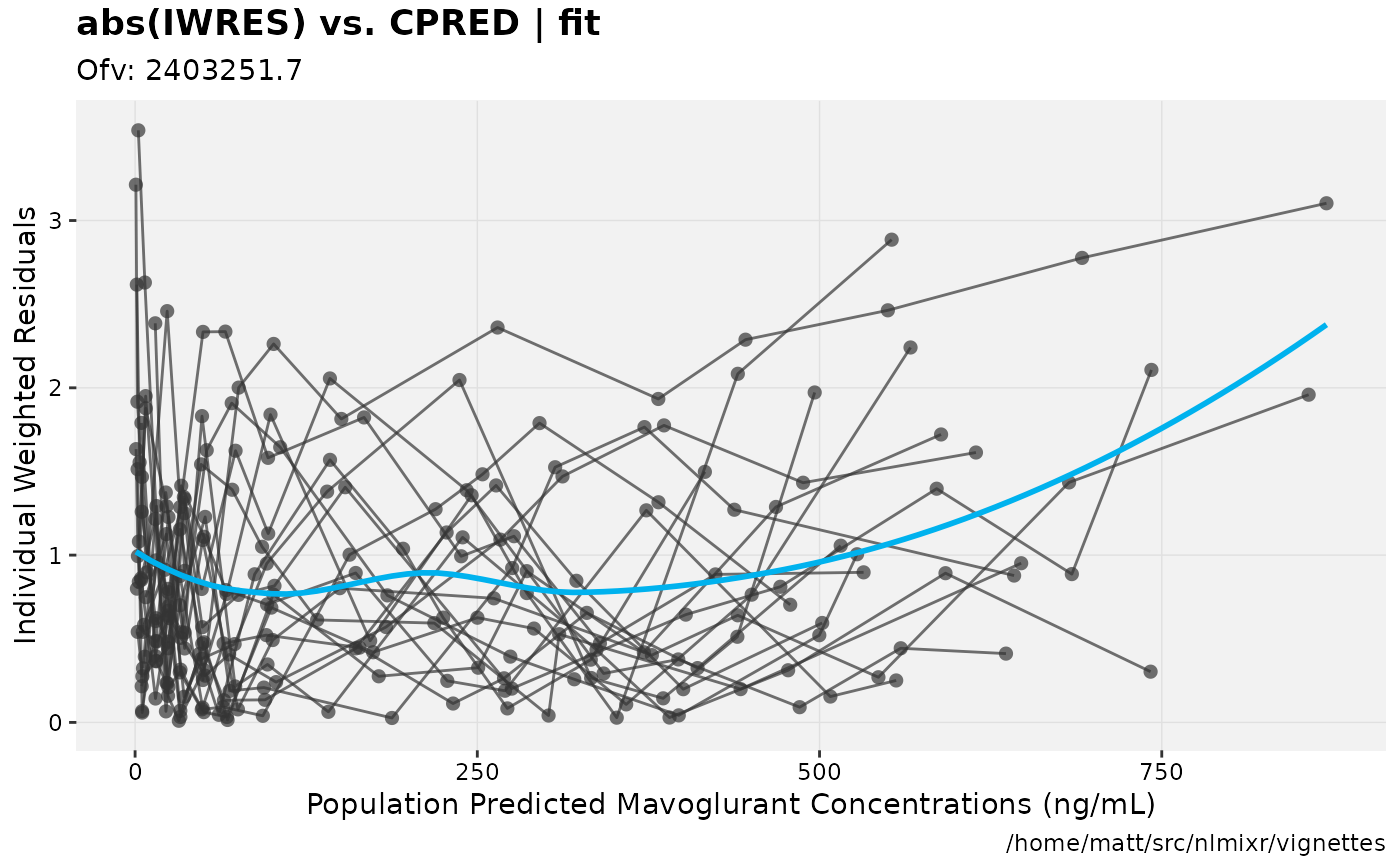 abs(IWRES) vs. CPRED | fit
Ofv: 2403251.7
Individual Weighted Residuals
3
2
1
0
0 250 500 750
Population Predicted Mavoglurant Concentrations (ng/mL)
/home/matt/src/nlmixr/vignettes